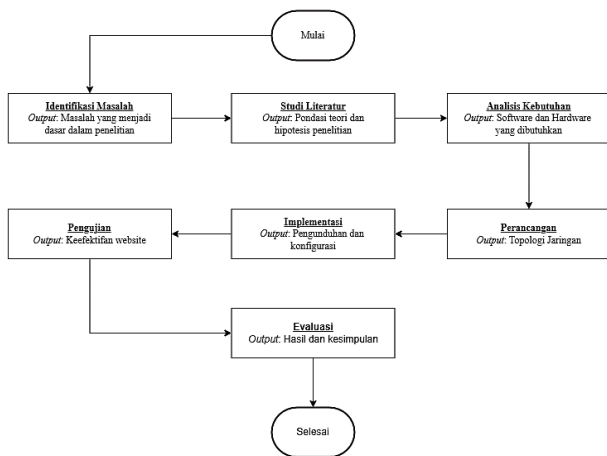 Mulai
Identifikasi Masalah
Output: Masalah yang menjadi
dasar dalam penelitian
Studi Literatur
Output: Pondasi teori dan
hipotesis penelitian
Analisis Kebutuhan
Output: Software dan Hardware
yang dibutuhkan
Perancangan
Output: Topologi Jaringan
Implementasi
Output: Pengunduhan dan
konfigurasi
Pengujian
Output: Keefektifan website
Evaluasi
Output: Hasil dan kesimpulan
Selesai